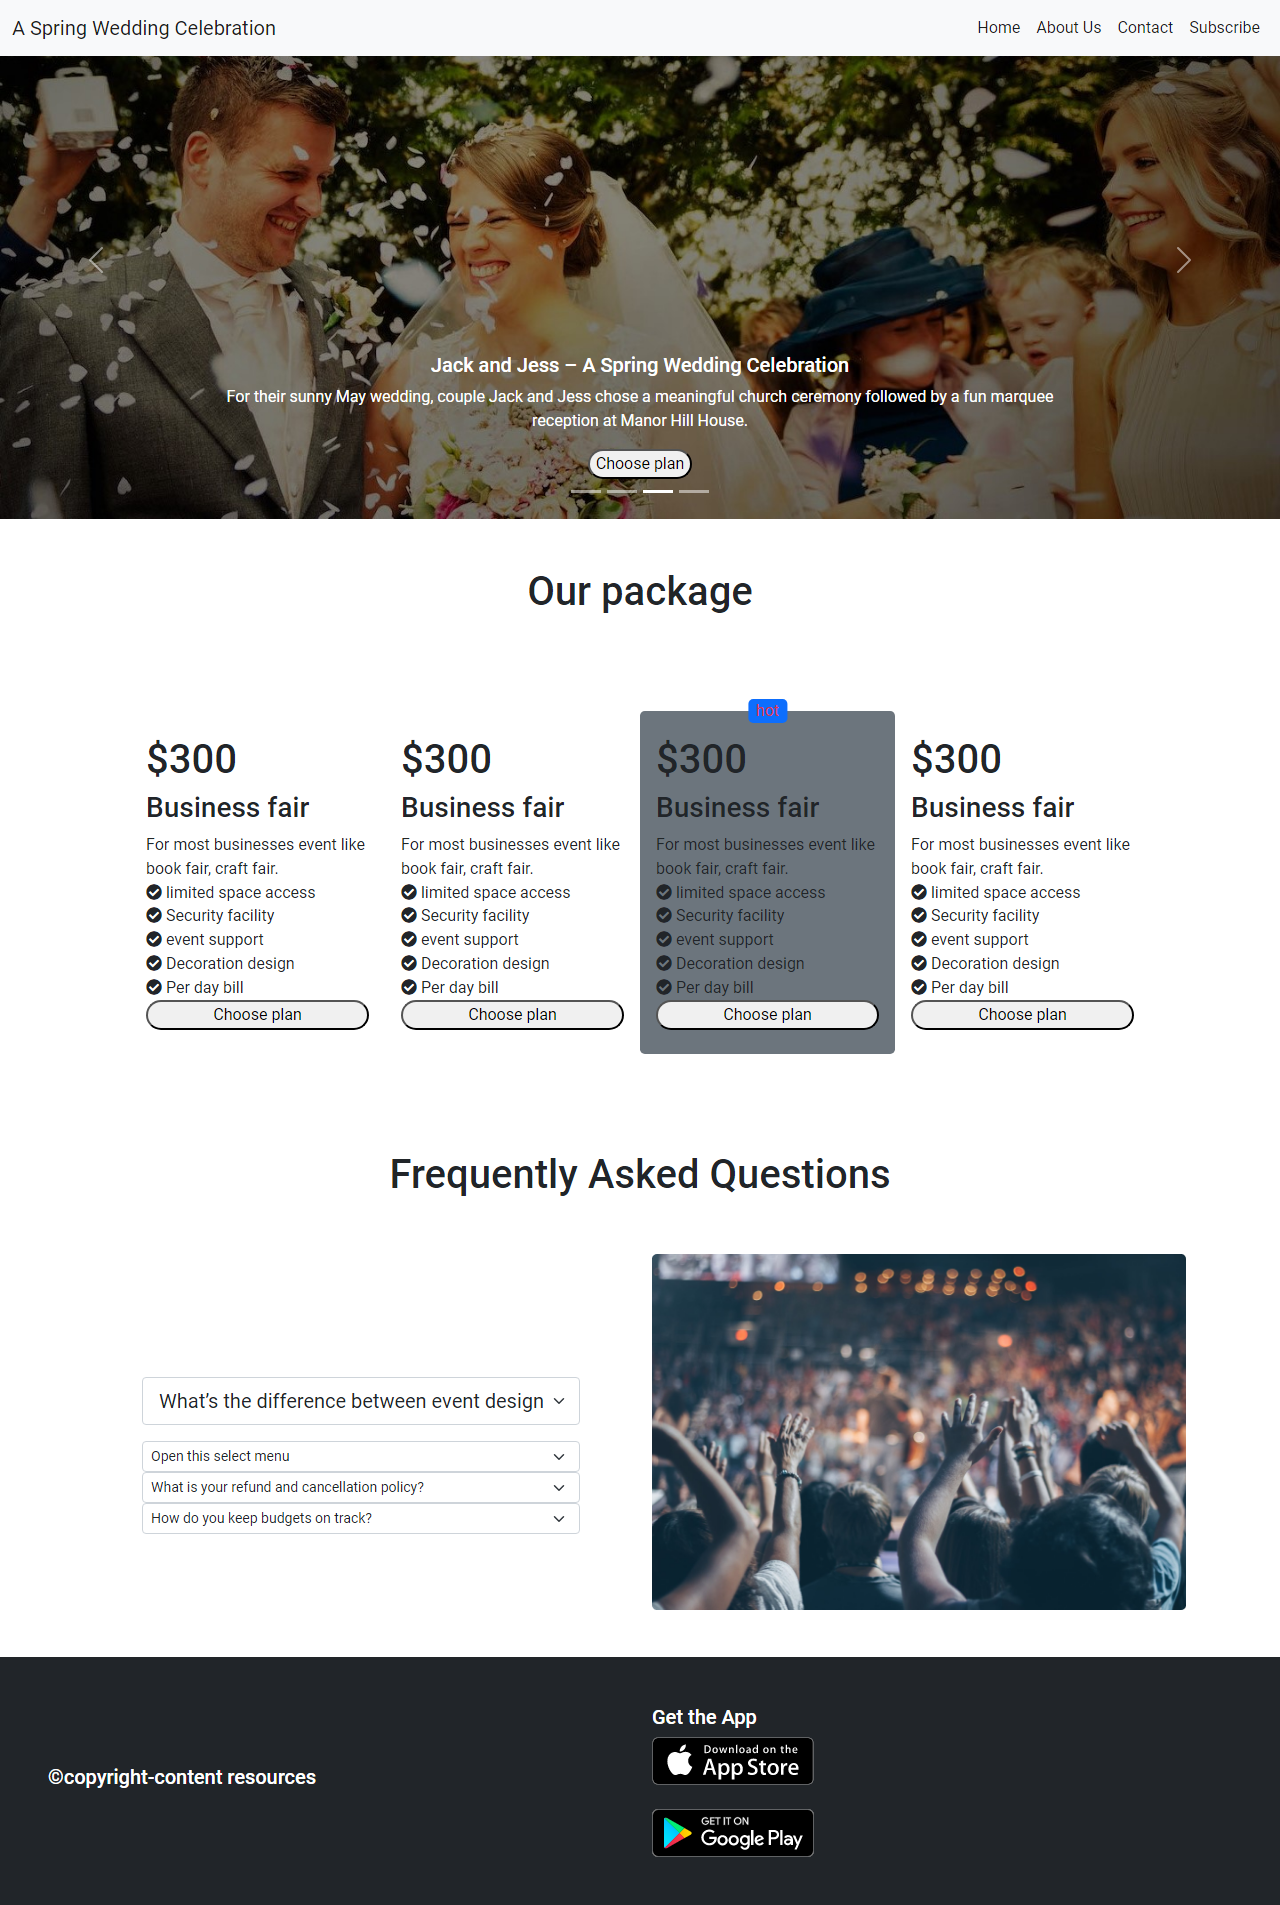 A Spring Wedding Celebration
Home About Us Contact Subscribe
Jack and Jess – A Spring Wedding Celebration
For their sunny May wedding, couple Jack and Jess chose a meaningful church ceremony followed by a fun marquee
reception at Manor Hill House.
Choose plan
Our package
$300
Business fair
For most businesses event like
book fair, craft fair.
limited space access
Security facility
event support
Decoration design
Per day bill
Choose plan
$300
Business fair
For most businesses event like
book fair, craft fair.
limited space access
Security facility
event support
Decoration design
Per day bill
Choose plan
hot
$300
Business fair
For most businesses event like
book fair, craft fair.
limited space access
Security facility
event support
Decoration design
Per day bill
Choose plan
$300
Business fair
For most businesses event like
book fair, craft fair.
limited space access
Security facility
event support
Decoration design
Per day bill
Choose plan
Frequently Asked Questions
What’s the difference between event design
Open this select menu
What is your refund and cancellation policy?
How do you keep budgets on track?
©copyright-content resources
Get the App
Download on the
App Store
GET IT ON
Google Play